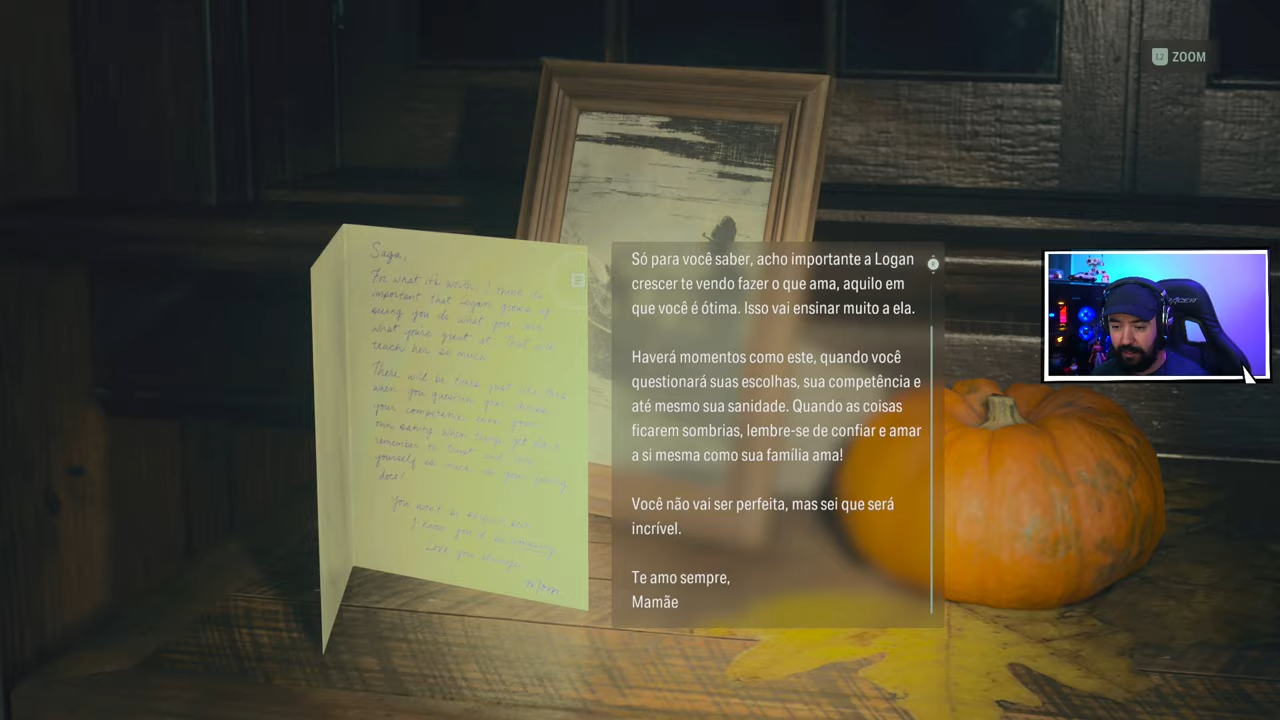 ZOOM
Saga,
For what it's worth, I think it's
important that Logan grows up
seeing you do what you love,
what you're great at. That will
teach her so much.
There will be times just like this
when you question your choices,
your competence, even your
own sanity. When things get dark
remember to trust and love
yourself as much as your family
does!
You won't be perfect, but
I know you'll be amazing.
Love you always,
Mom
Só para você saber, acho importante a Logan
crescer te vendo fazer o que ama, aquilo em
que você é ótima. Isso vai ensinar muito a ela.
Haverá momentos como este, quando você
questionará suas escolhas, sua competência e
até mesmo sua sanidade. Quando as coisas
ficarem sombrias, lembre-se de confiar e amar
a si mesma como sua família ama!
Você não vai ser perfeita, mas sei que será
incrível.
Te amo sempre,
Mamãe